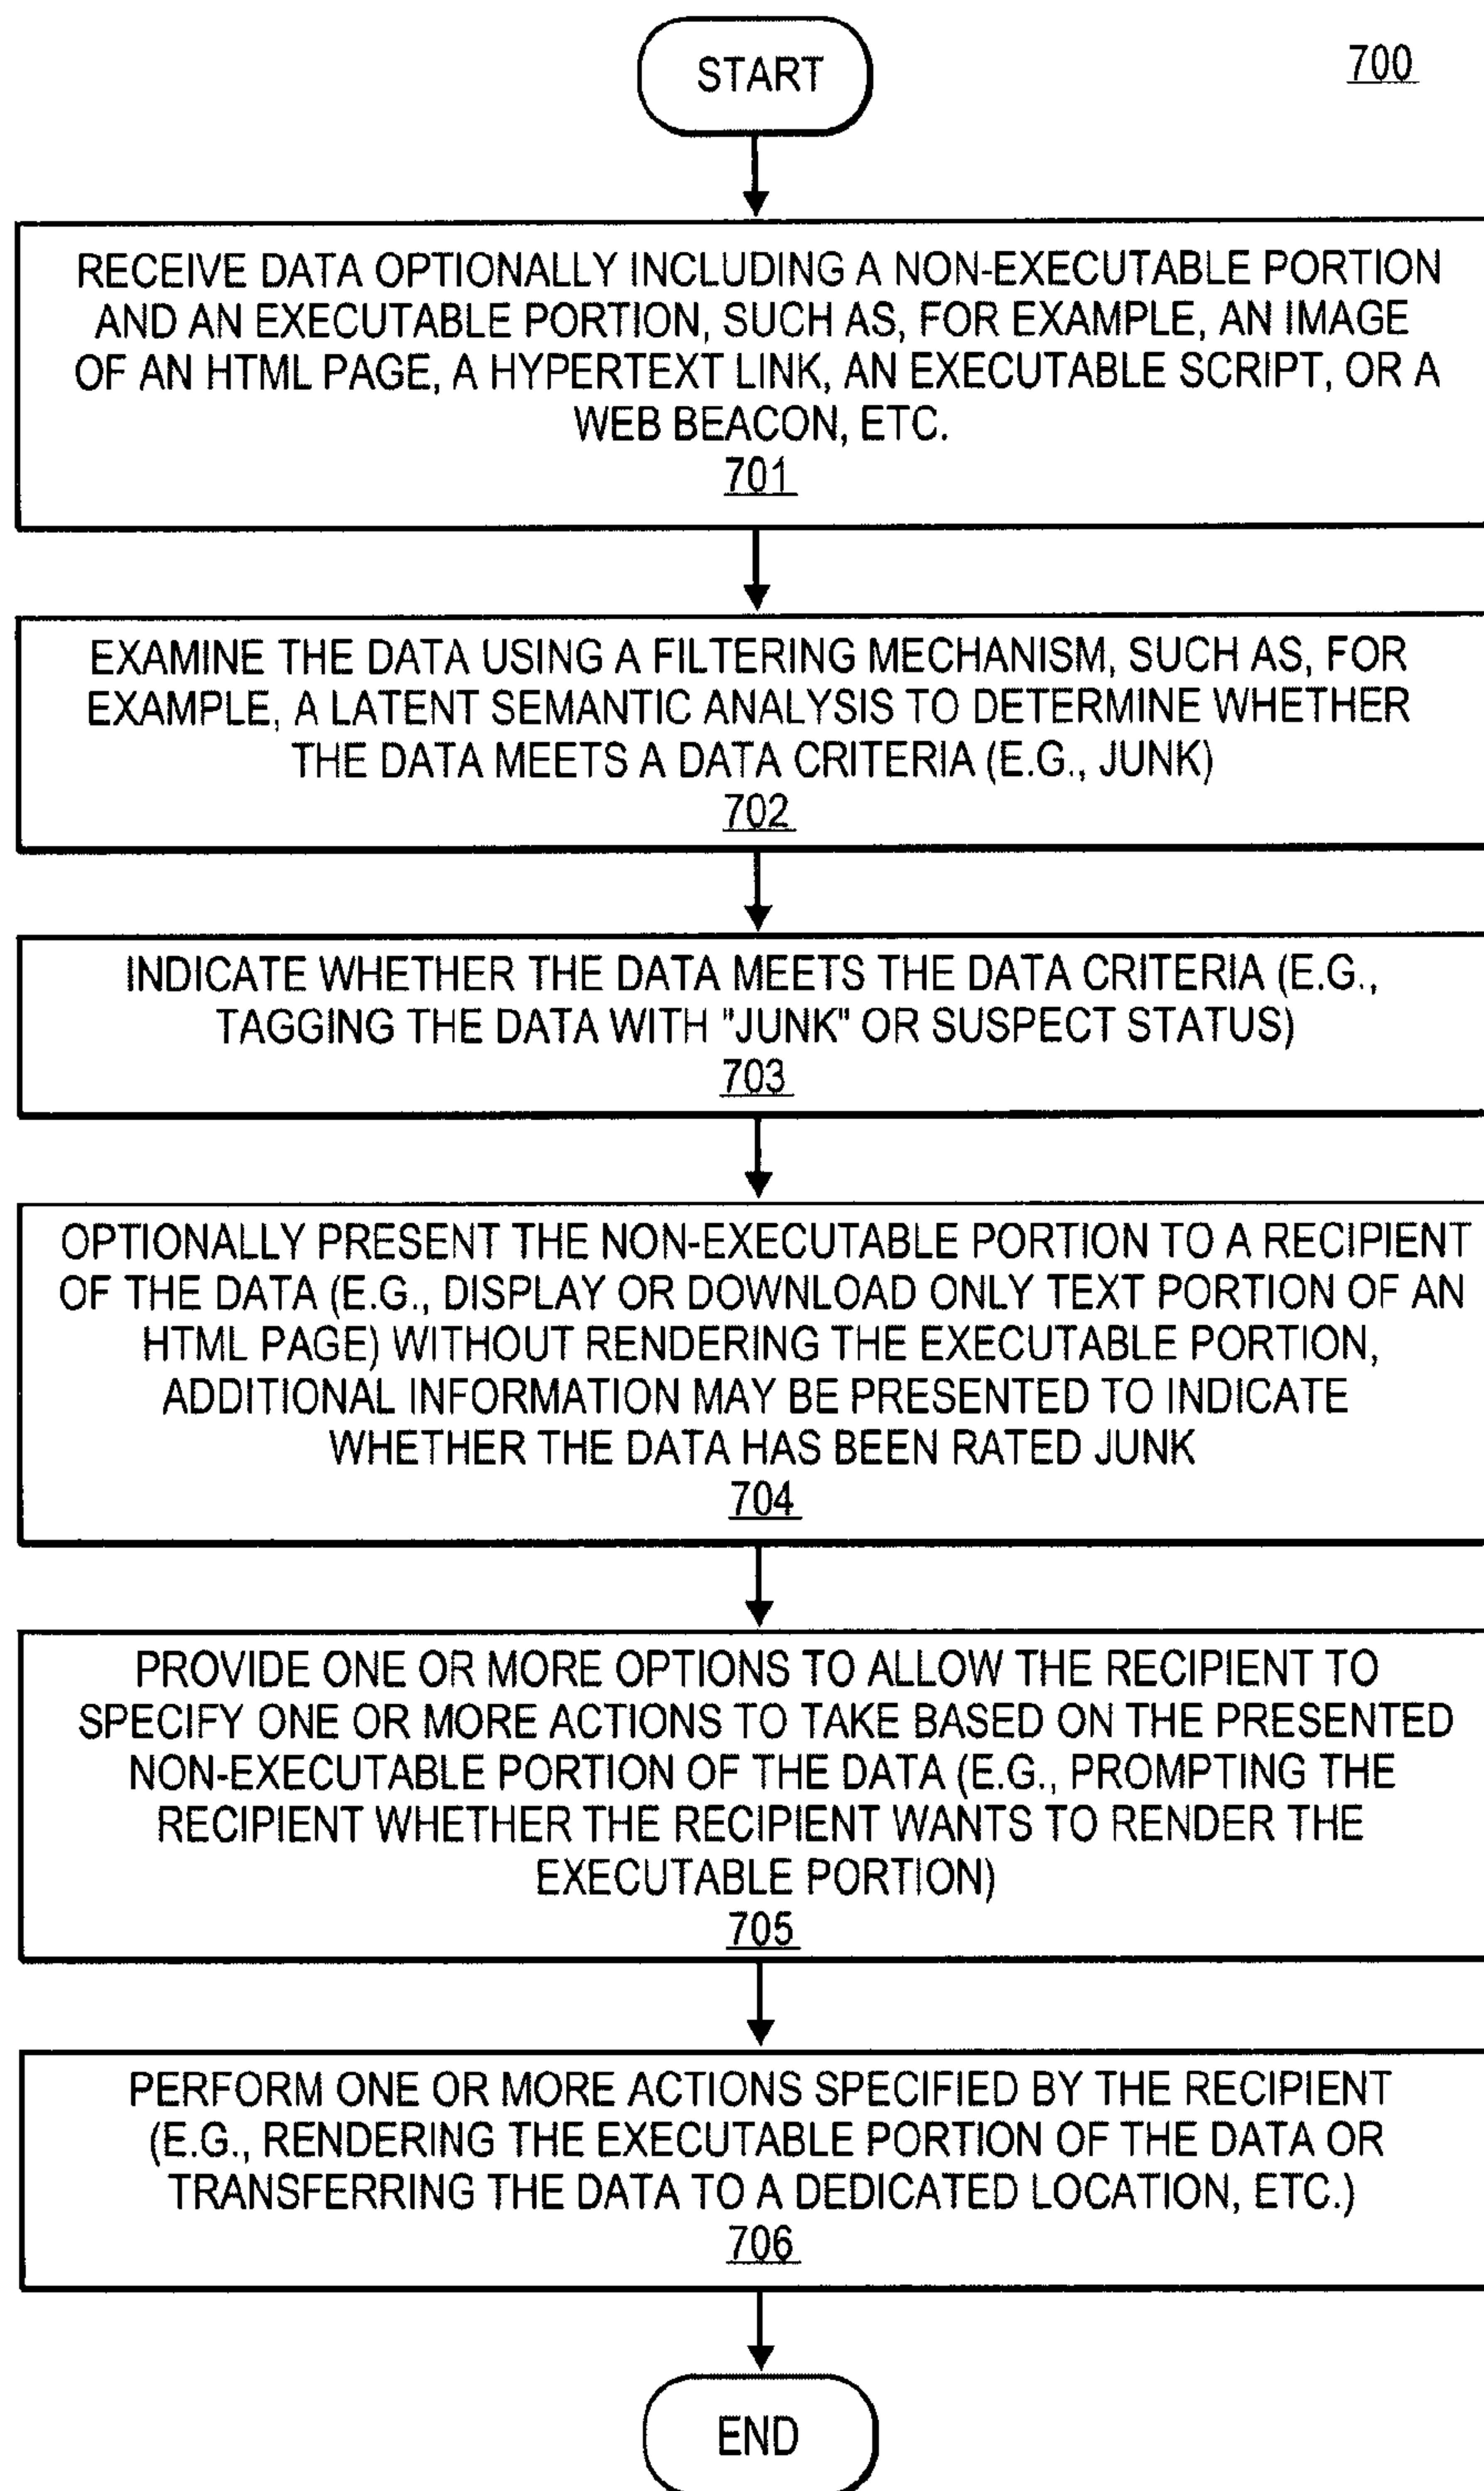 START
700
RECEIVE DATA OPTIONALLY INCLUDING A NON-EXECUTABLE PORTION
AND AN EXECUTABLE PORTION, SUCH AS, FOR EXAMPLE, AN IMAGE
OF AN HTML PAGE, A HYPERTEXT LINK, AN EXECUTABLE SCRIPT, OR A
WEB BEACON, ETC.
701
EXAMINE THE DATA USING A FILTERING MECHANISM, SUCH AS, FOR
EXAMPLE, A LATENT SEMANTIC ANALYSIS TO DETERMINE WHETHER
THE DATA MEETS A DATA CRITERIA (E.G., JUNK)
702
INDICATE WHETHER THE DATA MEETS THE DATA CRITERIA (E.G.,
TAGGING THE DATA WITH "JUNK" OR SUSPECT STATUS)
703
OPTIONALLY PRESENT THE NON-EXECUTABLE PORTION TO A RECIPIENT
OF THE DATA (E.G., DISPLAY OR DOWNLOAD ONLY TEXT PORTION OF AN
HTML PAGE) WITHOUT RENDERING THE EXECUTABLE PORTION,
ADDITIONAL INFORMATION MAY BE PRESENTED TO INDICATE
WHETHER THE DATA HAS BEEN RATED JUNK
704
PROVIDE ONE OR MORE OPTIONS TO ALLOW THE RECIPIENT TO
SPECIFY ONE OR MORE ACTIONS TO TAKE BASED ON THE PRESENTED
NON-EXECUTABLE PORTION OF THE DATA (E.G., PROMPTING THE
RECIPIENT WHETHER THE RECIPIENT WANTS TO RENDER THE
EXECUTABLE PORTION)
705
PERFORM ONE OR MORE ACTIONS SPECIFIED BY THE RECIPIENT
(E.G., RENDERING THE EXECUTABLE PORTION OF THE DATA OR
TRANSFERRING THE DATA TO A DEDICATED LOCATION, ETC.)
706
END